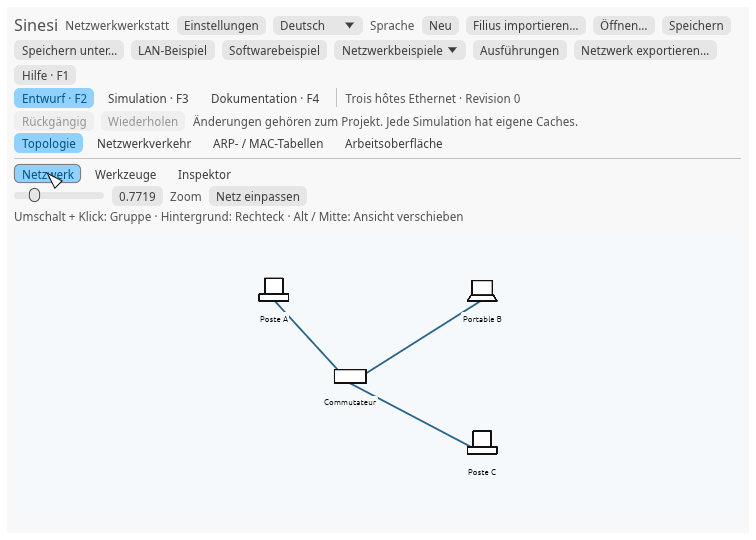 Sinesi Netzwerkwerkstatt Einstellungen Deutsch Sprache Neu Filius importieren... Öffnen... Speichern
Speichern unter... LAN-Beispiel Softwarebeispiel Netzwerkbeispiele Ausführungen Netzwerk exportieren...
Hilfe · F1
Entwurf · F2 Simulation · F3 Dokumentation · F4 Trois hôtes Ethernet · Revision 0
Rückgängig Wiederholen Änderungen gehören zum Projekt. Jede Simulation hat eigene Caches.
Topologie Netzwerkverkehr ARP- / MAC-Tabellen Arbeitsoberfläche
Netzwerk Werkzeuge Inspektor
0.7719 Zoom Netz einpassen
Umschalt + Klick: Gruppe · Hintergrund: Rechteck · Alt / Mitte: Ansicht verschieben
Poste A Portable B
Commutateur
Poste C